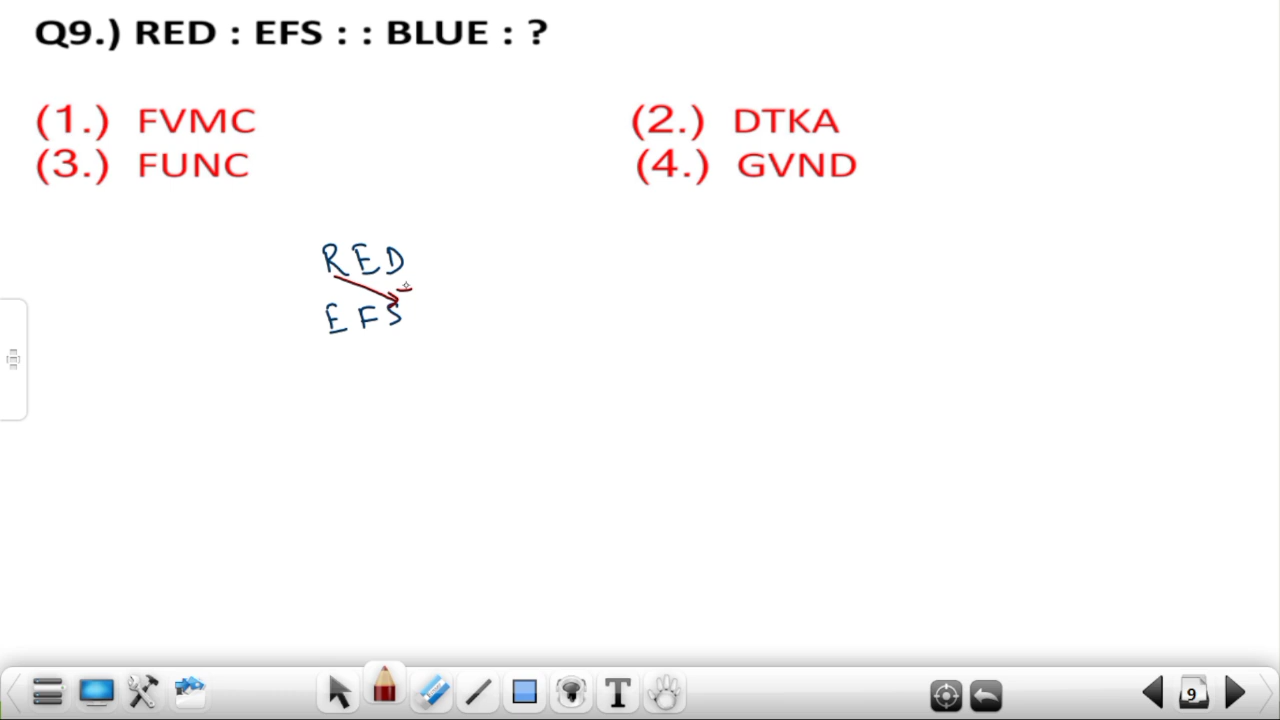 Q9.) RED : EFS : : BLUE : ?
(1.) FVMC (2.) DTKA
(3.) FUNC (4.) GVND
RED
EFS
T
9